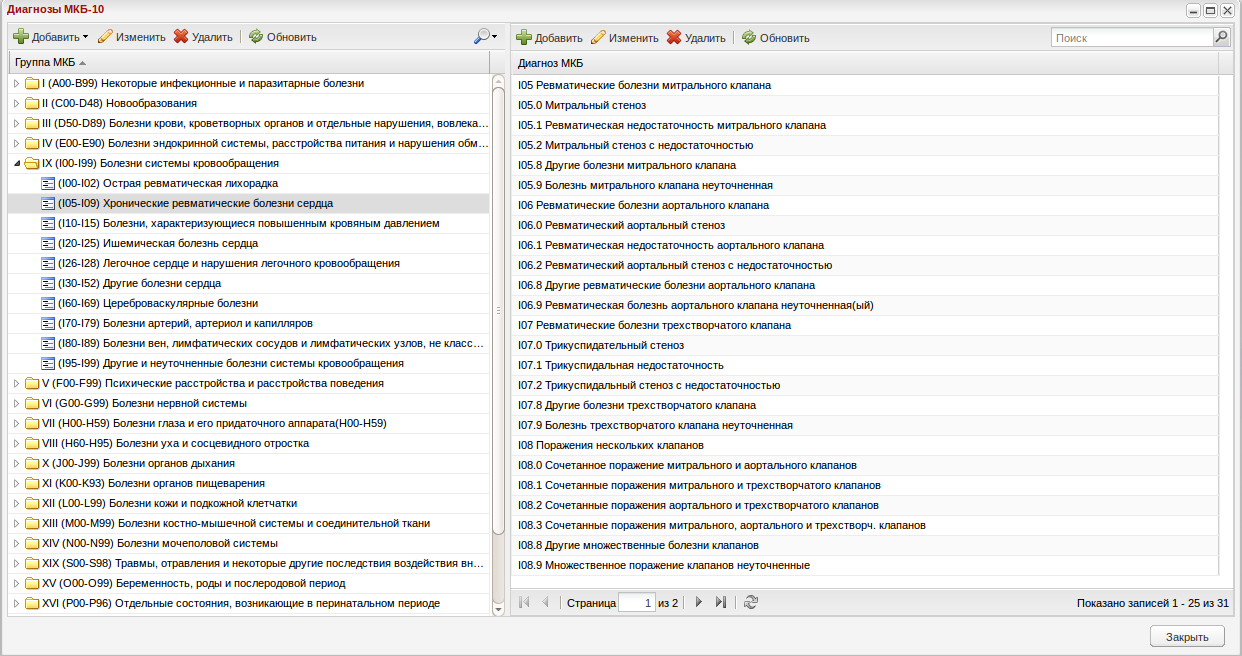 Диагнозы МКБ-10
Добавить Изменить Удалить Обновить
Группа МКБ
I (A00-B99) Некоторые инфекционные и паразитарные болезни
II (C00-D48) Новообразования
III (D50-D89) Болезни крови, кроветворных органов и отдельные нарушения, вовлека...
IV (E00-E90) Болезни эндокринной системы, расстройства питания и нарушения обм...
IX (I00-I99) Болезни системы кровообращения
(I00-I02) Острая ревматическая лихорадка
(I05-I09) Хронические ревматические болезни сердца
(I10-I15) Болезни, характеризующиеся повышенным кровяным давлением
(I20-I25) Ишемическая болезнь сердца
(I26-I28) Легочное сердце и нарушения легочного кровообращения
(I30-I52) Другие болезни сердца
(I60-I69) Цереброваскулярные болезни
(I70-I79) Болезни артерий, артериол и капилляров
(I80-I89) Болезни вен, лимфатических сосудов и лимфатических узлов, не класс...
(I95-I99) Другие и неуточненные болезни системы кровообращения
V (F00-F99) Психические расстройства и расстройства поведения
VI (G00-G99) Болезни нервной системы
VII (H00-H59) Болезни глаза и его придаточного аппарата(H00-H59)
VIII (H60-H95) Болезни уха и сосцевидного отростка
X (J00-J99) Болезни органов дыхания
XI (K00-K93) Болезни органов пищеварения
XII (L00-L99) Болезни кожи и подкожной клетчатки
XIII (M00-M99) Болезни костно-мышечной системы и соединительной ткани
XIV (N00-N99) Болезни мочеполовой системы
XIX (S00-S98) Травмы, отравления и некоторые другие последствия воздействия вн...
XV (O00-O99) Беременность, роды и послеродовой период
XVI (P00-P96) Отдельные состояния, возникающие в перинатальном периоде
Добавить Изменить Удалить Обновить Поиск
Диагноз МКБ
I05 Ревматические болезни митрального клапана
I05.0 Митральный стеноз
I05.1 Ревматическая недостаточность митрального клапана
I05.2 Митральный стеноз с недостаточностью
I05.8 Другие болезни митрального клапана
I05.9 Болезнь митрального клапана неуточненная
I06 Ревматические болезни аортального клапана
I06.0 Ревматический аортальный стеноз
I06.1 Ревматическая недостаточность аортального клапана
I06.2 Ревматический аортальный стеноз с недостаточностью
I06.8 Другие ревматические болезни аортального клапана
I06.9 Ревматическая болезнь аортального клапана неуточненная(ый)
I07 Ревматические болезни трехстворчатого клапана
I07.0 Трикуспидательный стеноз
I07.1 Трикуспидальная недостаточность
I07.2 Трикуспидальный стеноз с недостаточностью
I07.8 Другие болезни трехстворчатого клапана
I07.9 Болезнь трехстворчатого клапана неуточненная
I08 Поражения нескольких клапанов
I08.0 Сочетанное поражение митрального и аортального клапанов
I08.1 Сочетанные поражения митрального и трехстворчатого клапанов
I08.2 Сочетанные поражения аортального и трехстворчатого клапанов
I08.3 Сочетанные поражения митрального, аортального и трехстворч. клапанов
I08.8 Другие множественные болезни клапанов
I08.9 Множественное поражение клапанов неуточненные
Страница 1 из 2 Показано записей 1 - 25 из 31
Закрыть